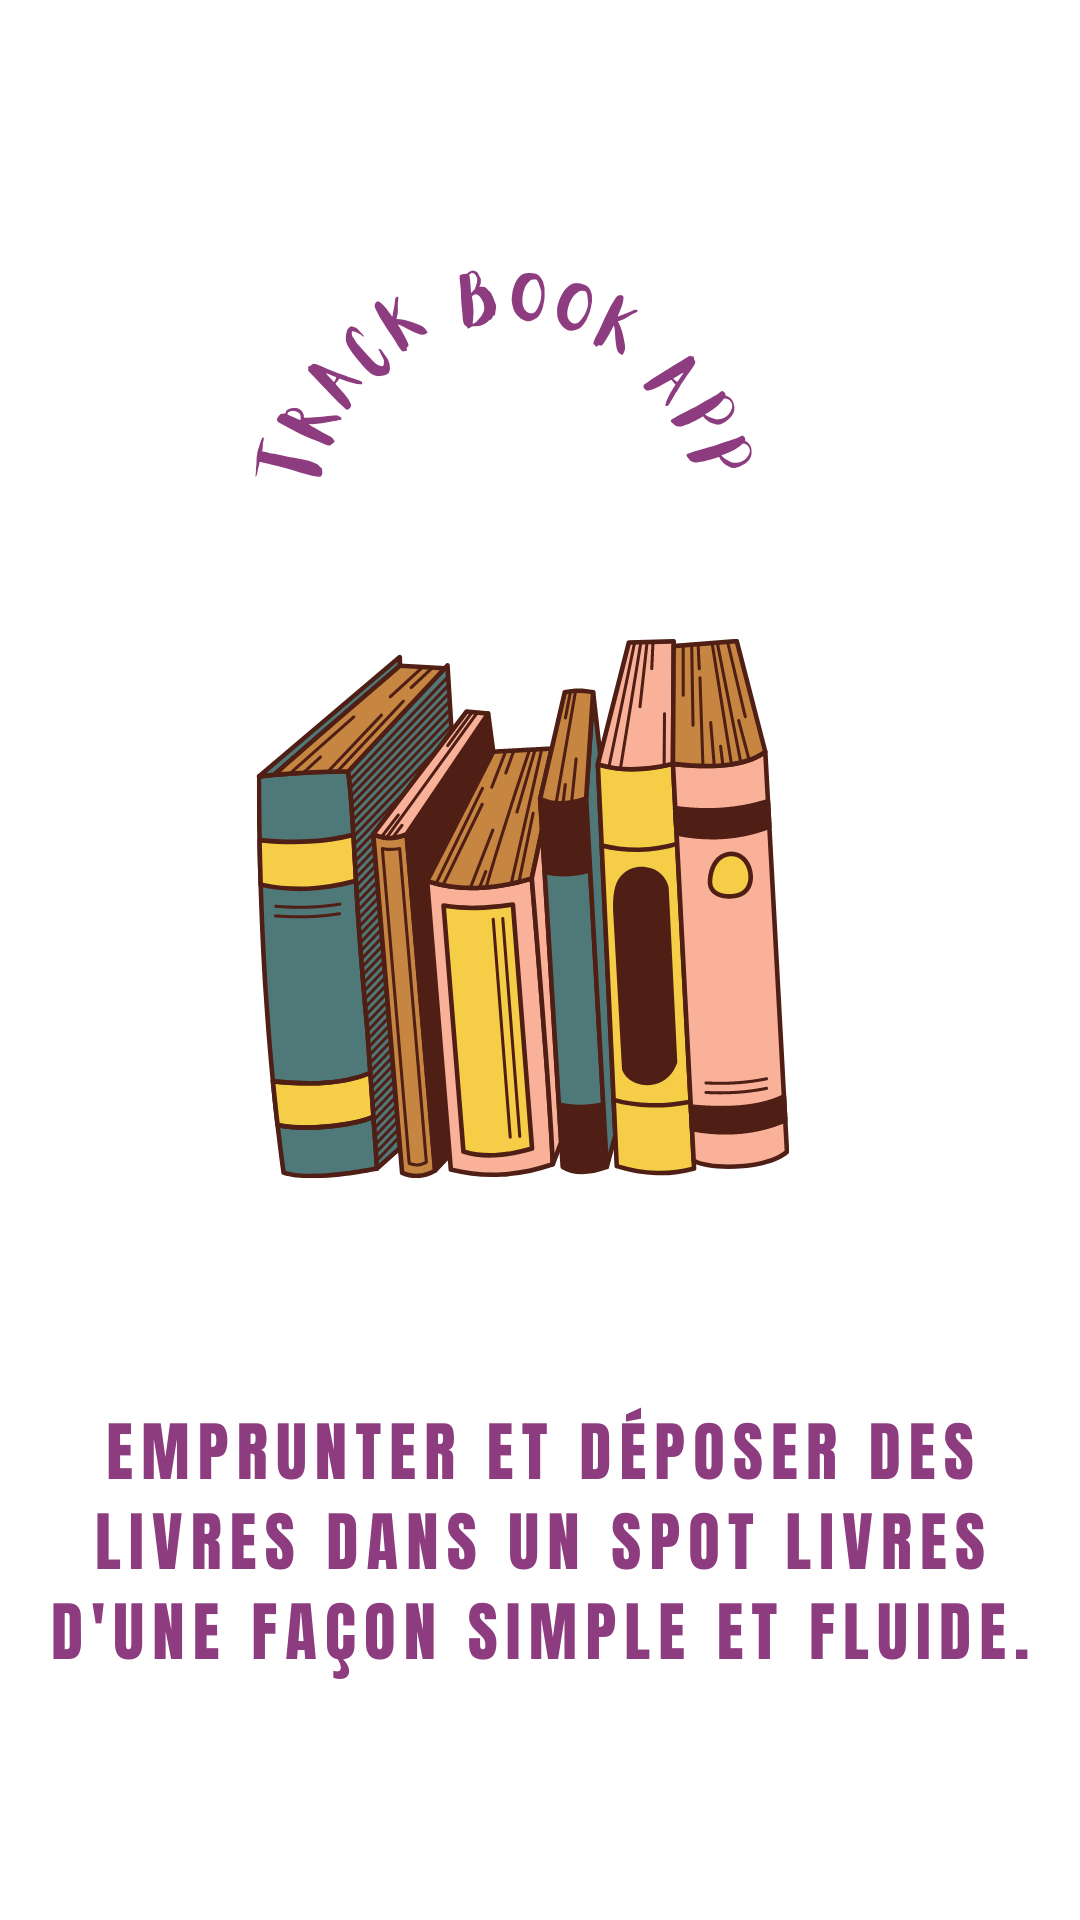 TRACK BOOK APP
EMPRUNTER ET DÉPOSER DES
LIVRES DANS UN SPOT LIVRES
D'UNE FAÇON SIMPLE ET FLUIDE.